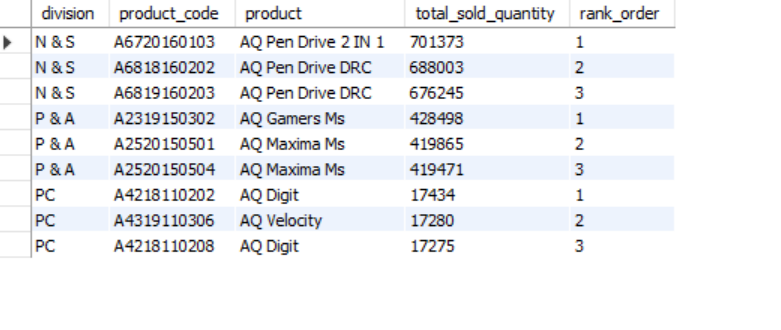 division product_code product total_sold_quantity rank_order
N & S A6720160103 AQ Pen Drive 2 IN 1 701373 1
N & S A6818160202 AQ Pen Drive DRC 688003 2
N & S A6819160203 AQ Pen Drive DRC 676245 3
P & A A2319150302 AQ Gamers Ms 428498 1
P & A A2520150501 AQ Maxima Ms 419865 2
P & A A2520150504 AQ Maxima Ms 419471 3
PC A4218110202 AQ Digit 17434 1
PC A4319110306 AQ Velocity 17280 2
PC A4218110208 AQ Digit 17275 3